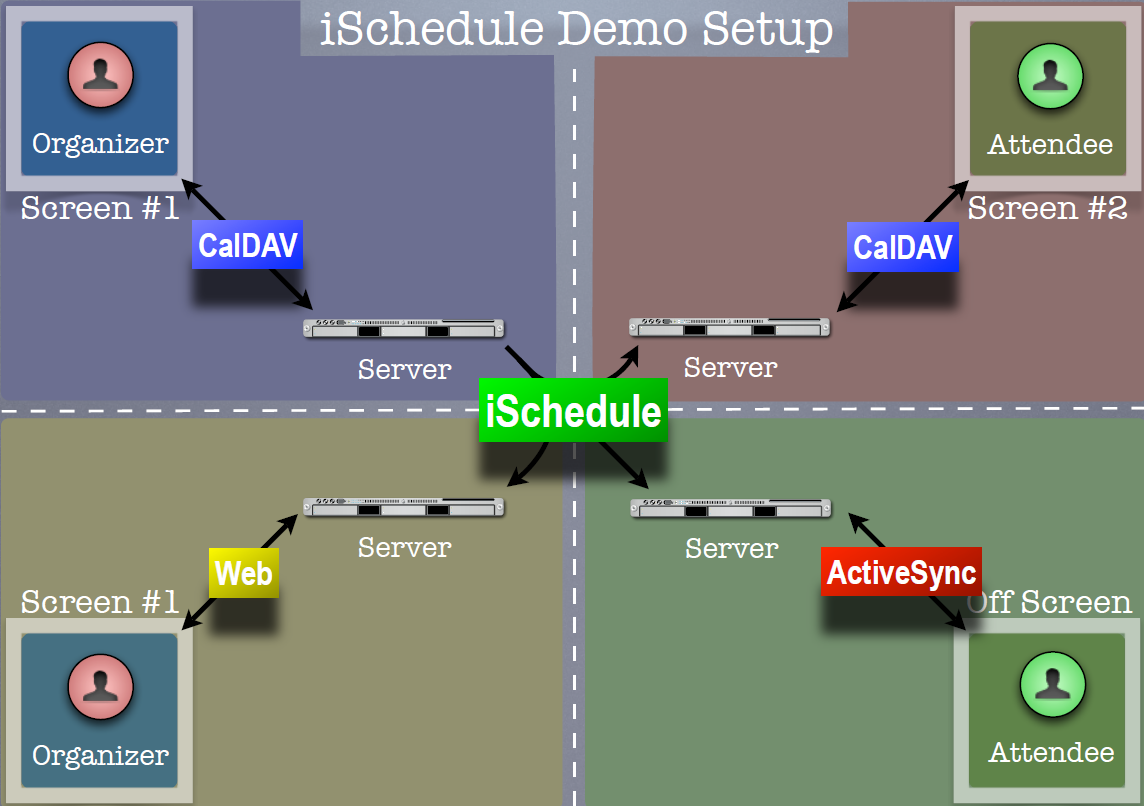 iSchedule Demo Setup
Organizer
Attendee
Screen #1
Screen #2
CalDAV
CalDAV
Server
Server
iSchedule
Server
Server
Web
ActiveSync
Screen #1
Off Screen
Organizer
Attendee